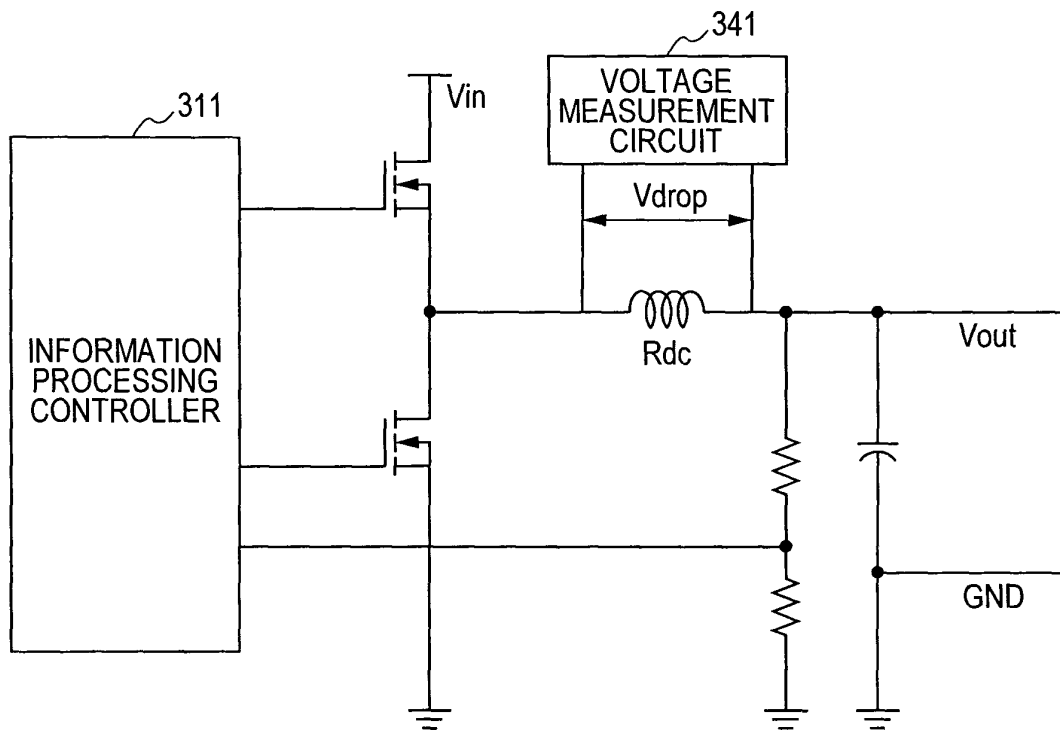 341
VOLTAGE
MEASUREMENT
CIRCUIT
Vin
311
Vdrop
INFORMATION
PROCESSING
CONTROLLER
Rdc
Vout
GND